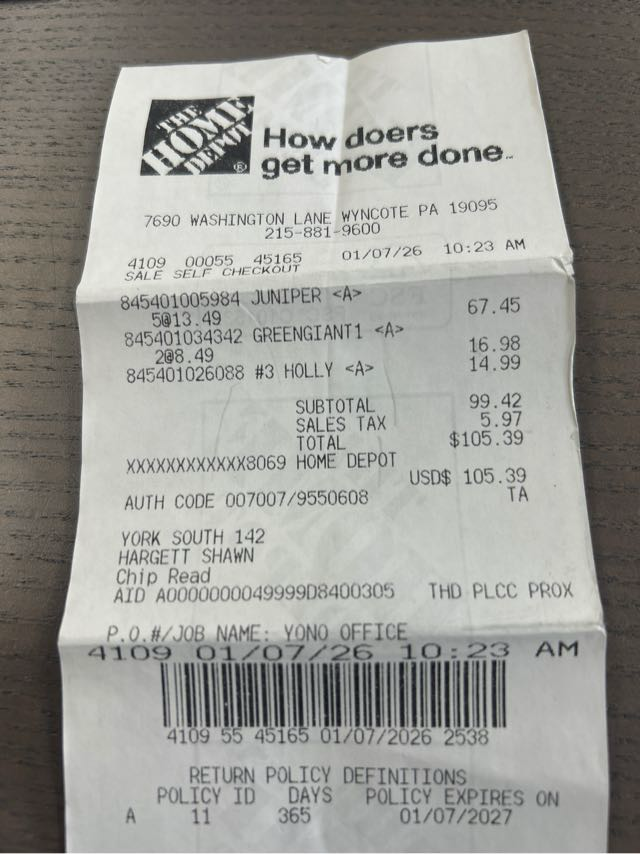 THE
HOME
DEPOT®
How doers
get more done™
7690 WASHINGTON LANE WYNCOTE PA 19095
215-881-9600
4109 00055 45165 01/07/26 10:23 AM
SALE SELF CHECKOUT
845401005984 JUNIPER <A> 67.45
5@13.49
845401034342 GREENGIANT1 <A>
2@8.49 16.98
845401026088 #3 HOLLY <A> 14.99
SUBTOTAL 99.42
SALES TAX 5.97
TOTAL $105.39
XXXXXXXXXXXX8069 HOME DEPOT
USD$ 105.39
AUTH CODE 007007/9550608 TA
YORK SOUTH 142
HARGETT SHAWN
Chip Read
AID A0000000049999D8400305 THD PLCC PROX
P.O.#/JOB NAME: YONO OFFICE
4109 01/07/26 10:23 AM
4109 55 45165 01/07/2026 2538
RETURN POLICY DEFINITIONS
POLICY ID DAYS POLICY EXPIRES ON
A 11 365 01/07/2027